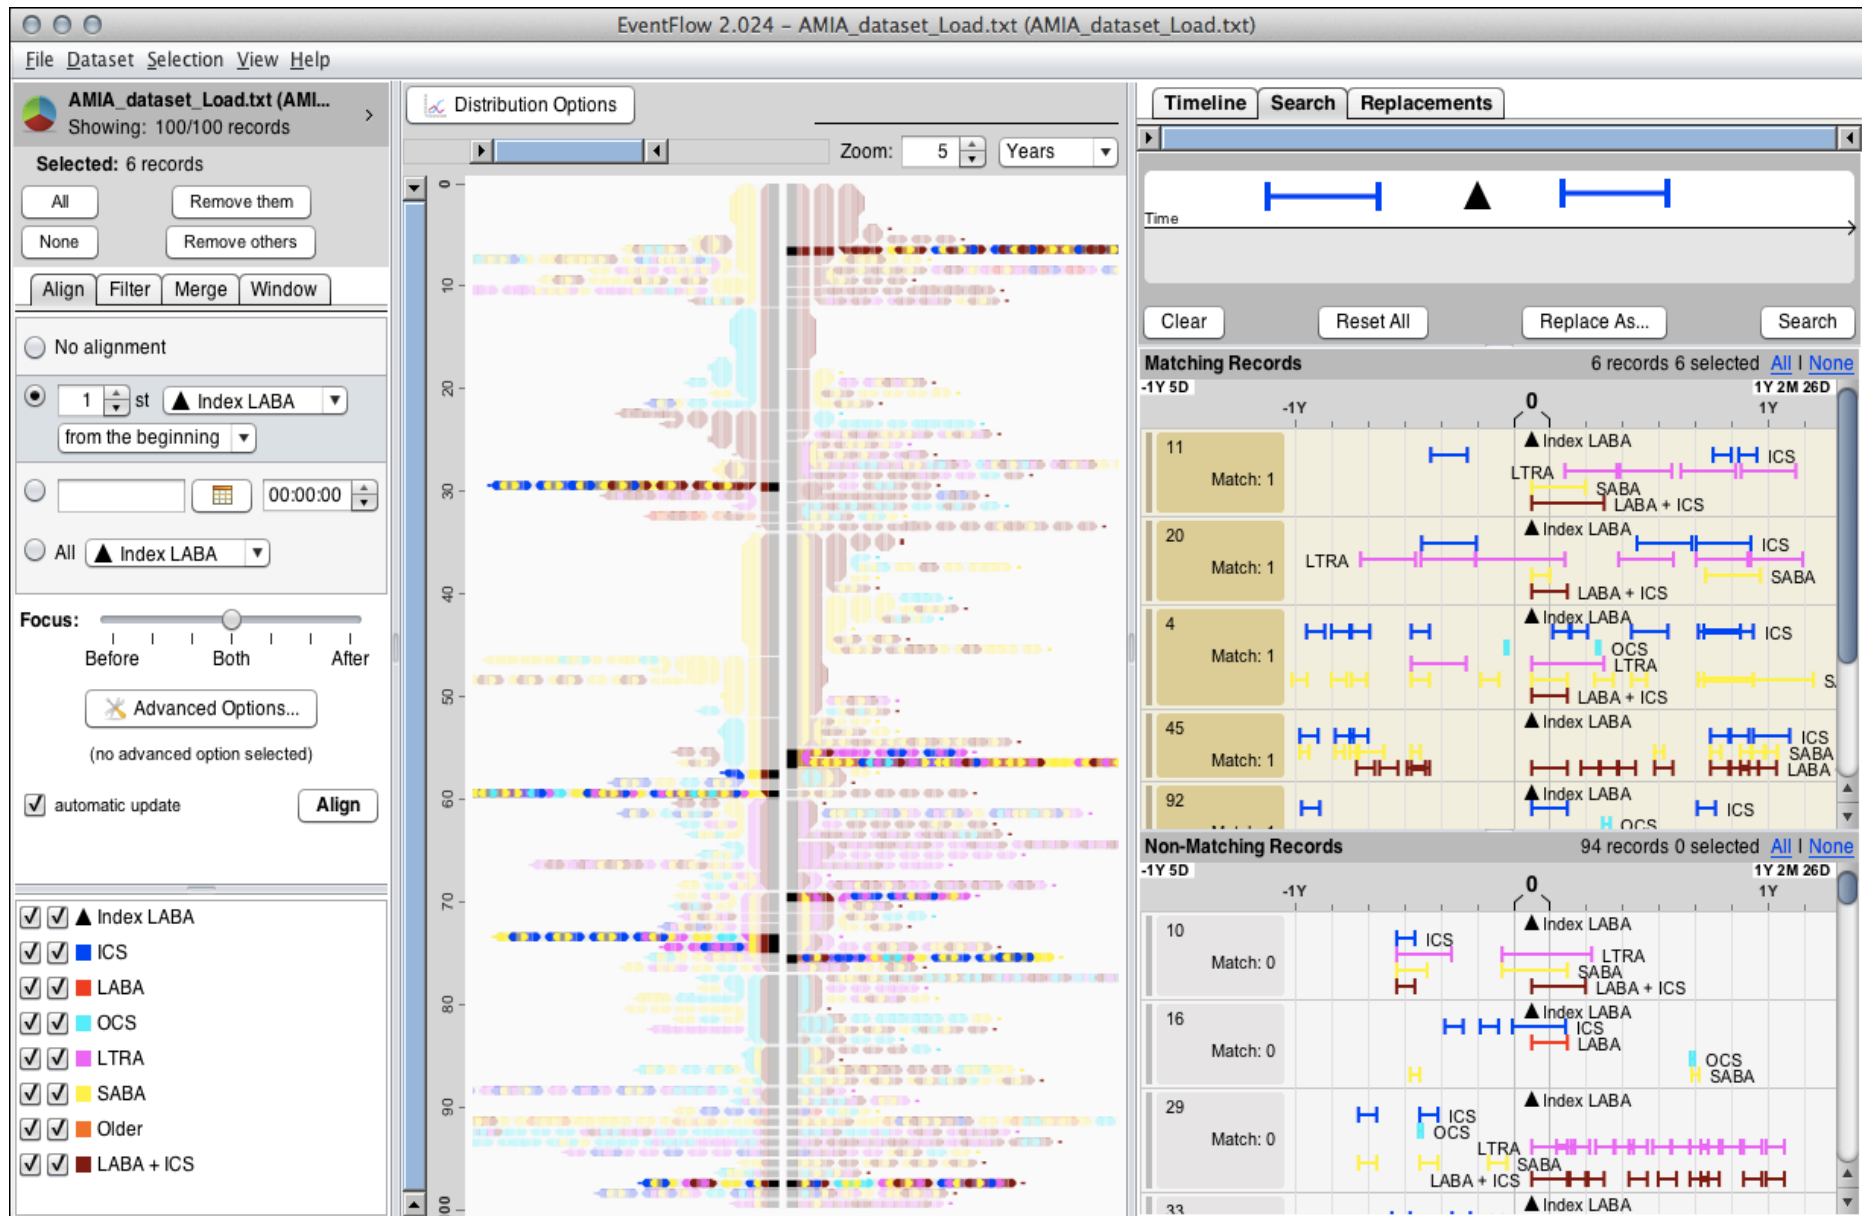 EventFlow 2.024 – AMIA_dataset_Load.txt (AMIA_dataset_Load.txt)
File Dataset Selection View Help
AMIA_dataset_Load.txt (AMI...
Showing: 100/100 records
Selected: 6 records
All
Remove them
None
Remove others
Align Filter Merge Window
No alignment
1 st Index LABA
from the beginning
00:00:00
All Index LABA
Focus:
Before Both After
Advanced Options...
(no advanced option selected)
automatic update
Align
Index LABA
ICS
LABA
OCS
LTRA
SABA
Older
LABA + ICS
Distribution Options
Zoom: 5 Years
0
10
20
30
40
50
60
70
80
90
00
Timeline Search Replacements
Time
Clear Reset All Replace As... Search
Matching Records 6 records 6 selected All I None
-1Y 5D 1Y 2M 26D
-1Y 0 1Y
11
Match: 1
Index LABA
ICS
LTRA
SABA
LABA + ICS
20
Match: 1
Index LABA
ICS
LTRA
SABA
LABA + ICS
4
Match: 1
Index LABA
ICS
OCS
LTRA
S
LABA + ICS
45
Match: 1
Index LABA
ICS
SABA
LABA
92
Index LABA
ICS
OCS
Non-Matching Records 94 records 0 selected All I None
-1Y 5D 1Y 2M 26D
-1Y 0 1Y
10
Match: 0
Index LABA
ICS
LTRA
SABA
LABA + ICS
16
Match: 0
Index LABA
ICS
LABA
OCS
SABA
29
Match: 0
Index LABA
ICS
OCS
LTRA
SABA
LABA + ICS
33
Index LABA